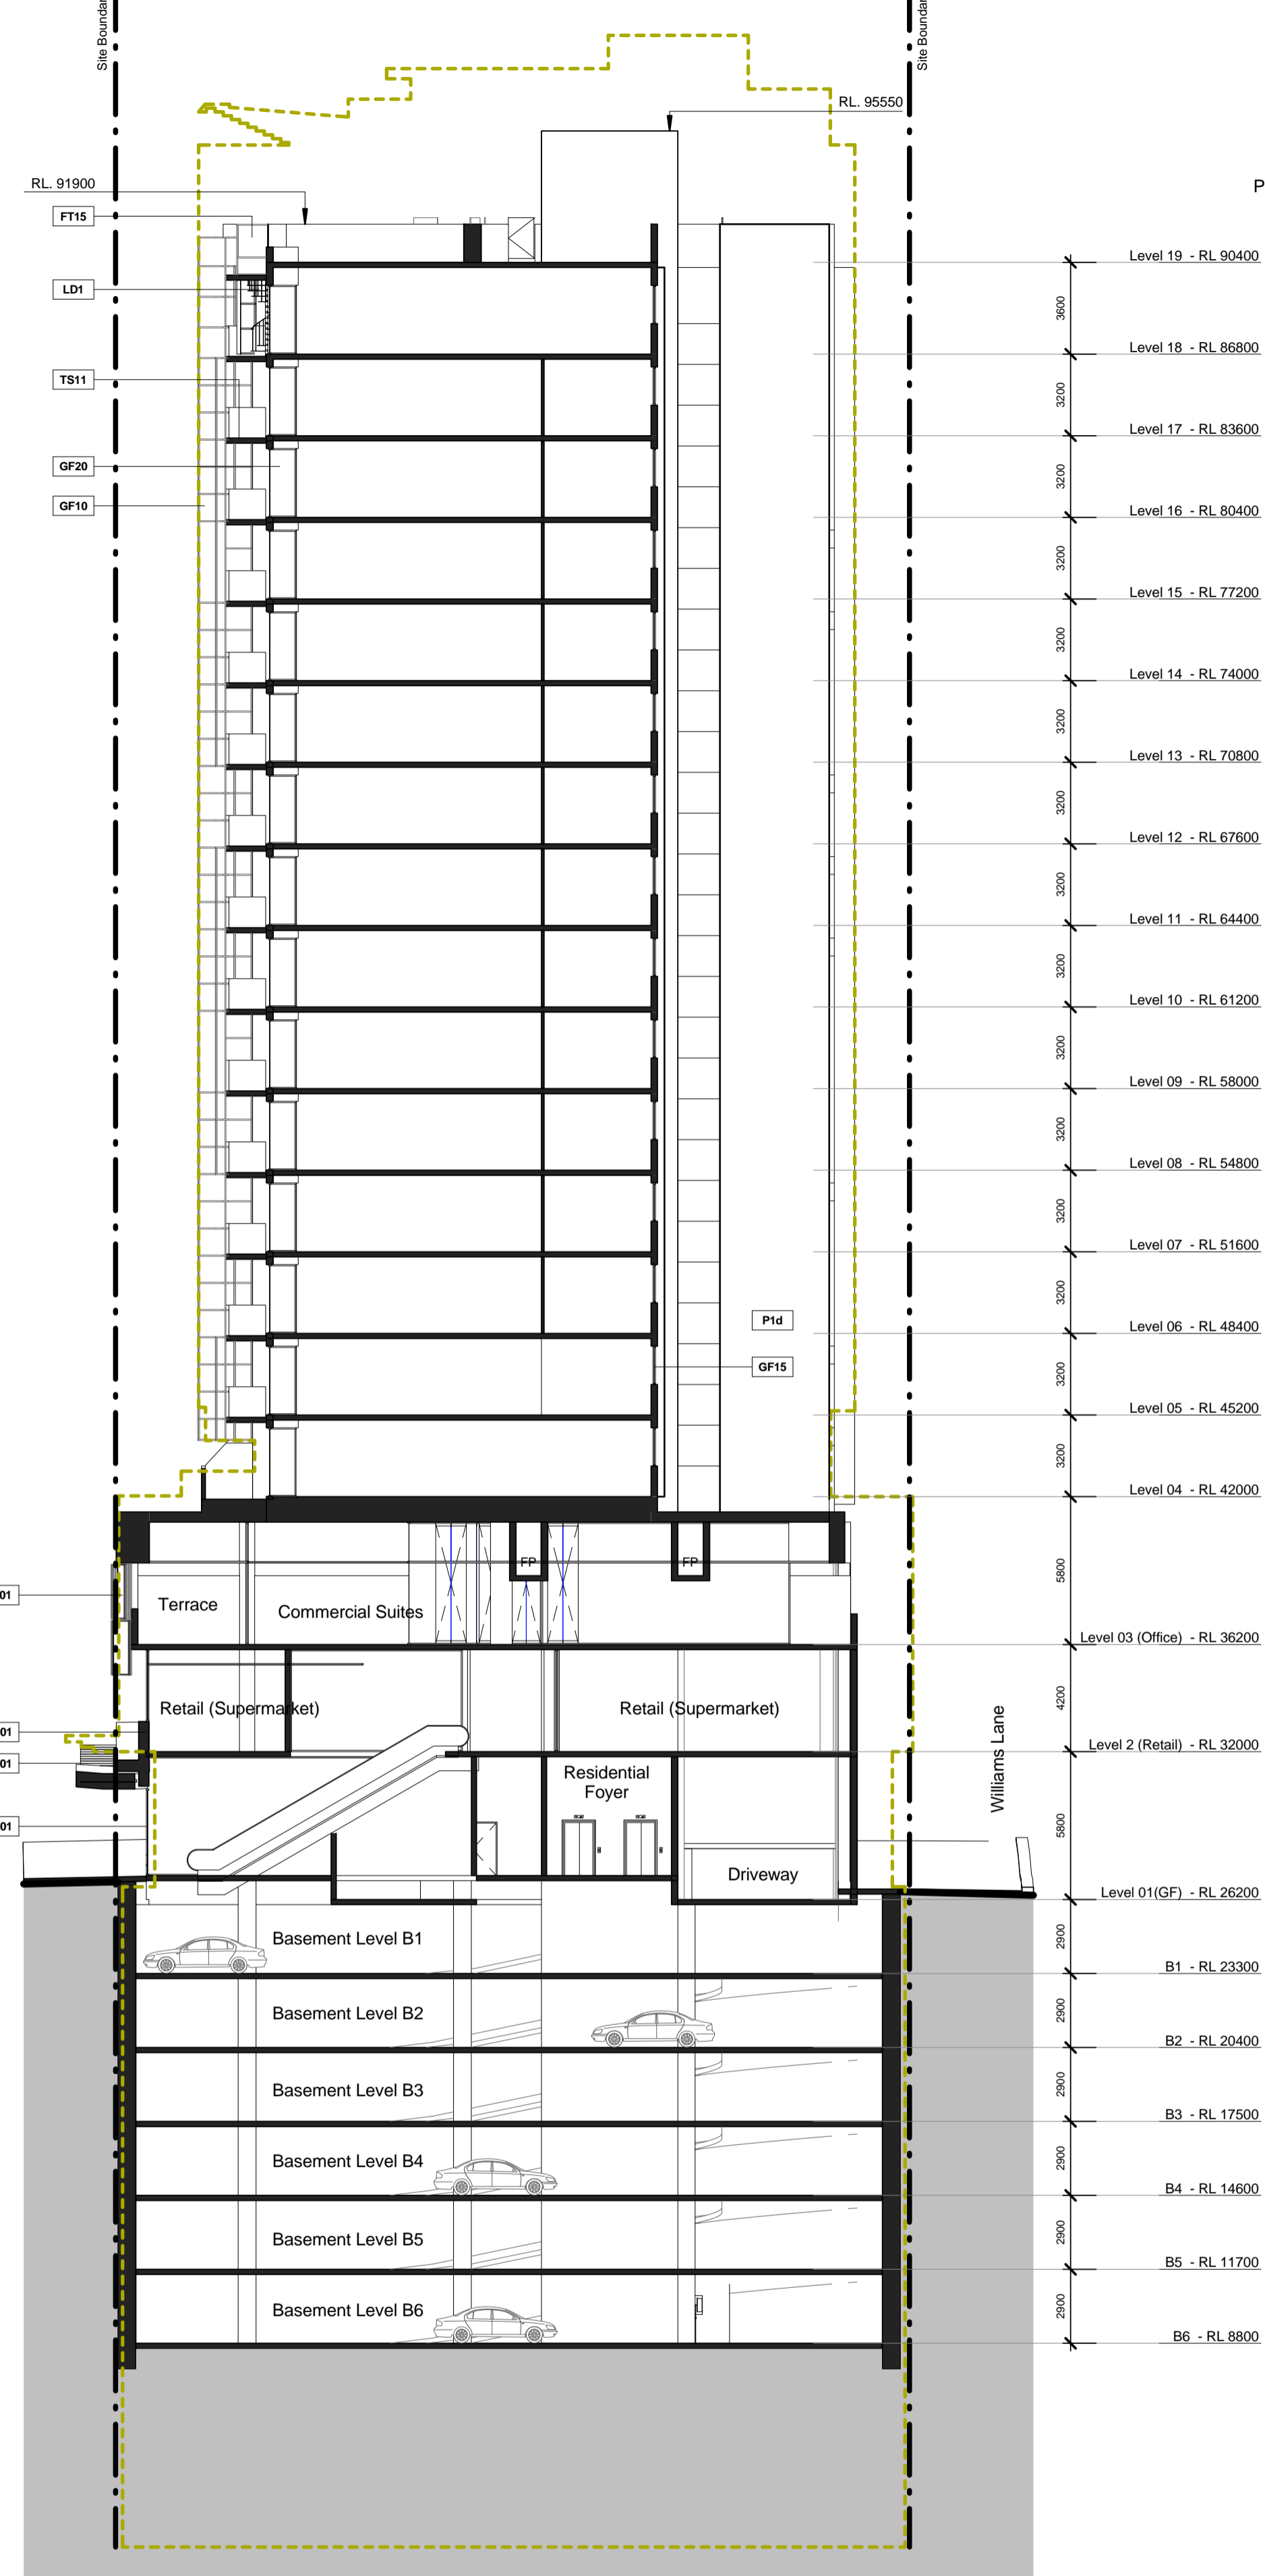 Site Boundar
Site Boundar
RL. 95550
RL. 91900
P
FT15
LD1
TS11
GF20
GF10
Level 19 - RL 90400
3600
Level 18 - RL 86800
3200
Level 17 - RL 83600
3200
Level 16 - RL 80400
3200
Level 15 - RL 77200
3200
Level 14 - RL 74000
3200
Level 13 - RL 70800
3200
Level 12 - RL 67600
3200
Level 11 - RL 64400
3200
Level 10 - RL 61200
3200
Level 09 - RL 58000
3200
Level 08 - RL 54800
3200
Level 07 - RL 51600
3200
P1d
Level 06 - RL 48400
GF15
3200
Level 05 - RL 45200
3200
Level 04 - RL 42000
FP
FP
5800
01
Terrace
Commercial Suites
Level 03 (Office) - RL 36200
Retail (Supermarket)
Retail (Supermarket)
4200
01
Level 2 (Retail) - RL 32000
01
Williams Lane
Residential
Foyer
01
5800
Driveway
Level 01(GF) - RL 26200
Basement Level B1
2900
B1 - RL 23300
Basement Level B2
2900
B2 - RL 20400
Basement Level B3
2900
B3 - RL 17500
Basement Level B4
2900
B4 - RL 14600
Basement Level B5
2900
B5 - RL 11700
Basement Level B6
2900
B6 - RL 8800